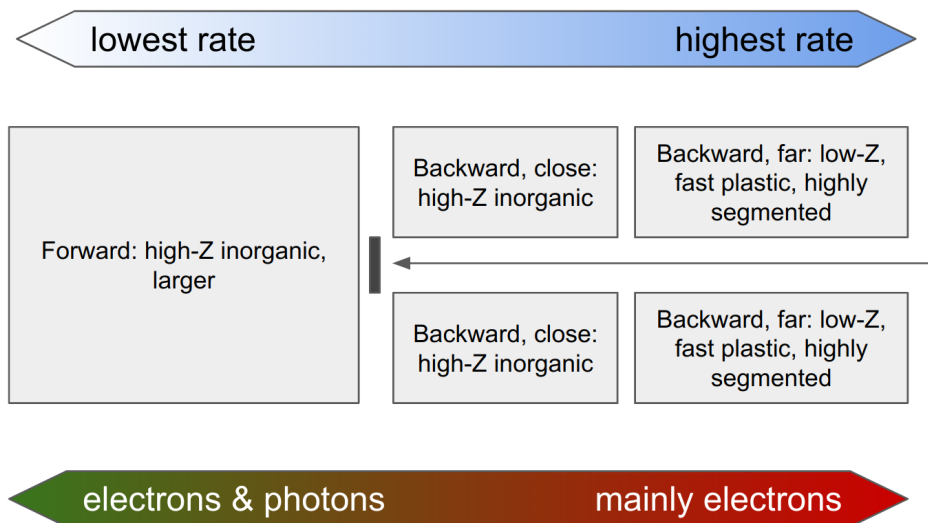 lowest rate
highest rate
Forward: high-Z inorganic,
larger
Backward, close:
high-Z inorganic
Backward, far: low-Z,
fast plastic, highly
segmented
Backward, close:
high-Z inorganic
Backward, far: low-Z,
fast plastic, highly
segmented
electrons & photons
mainly electrons